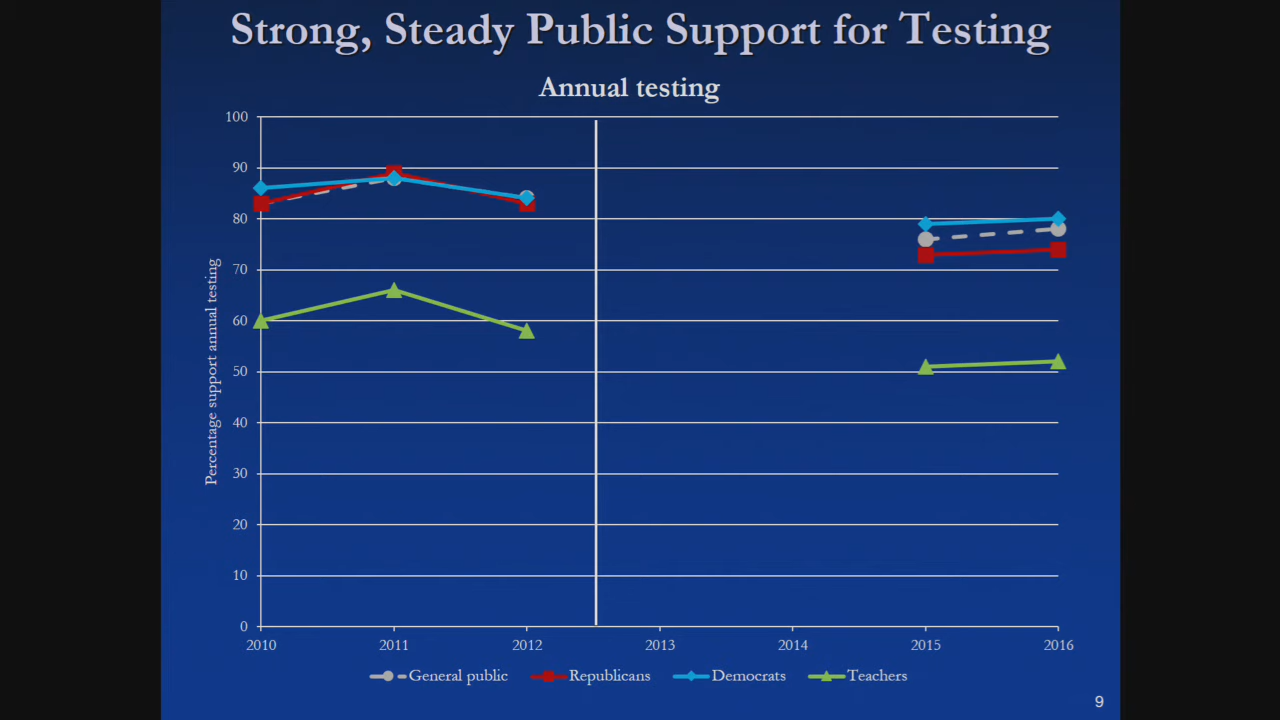 Strong, Steady Public Support for Testing
Annual testing
Percentage support annual testing
100
90
80
70
60
50
40
30
20
10
0
2010 2011 2012 2013 2014 2015 2016
General public Republicans Democrats Teachers
9